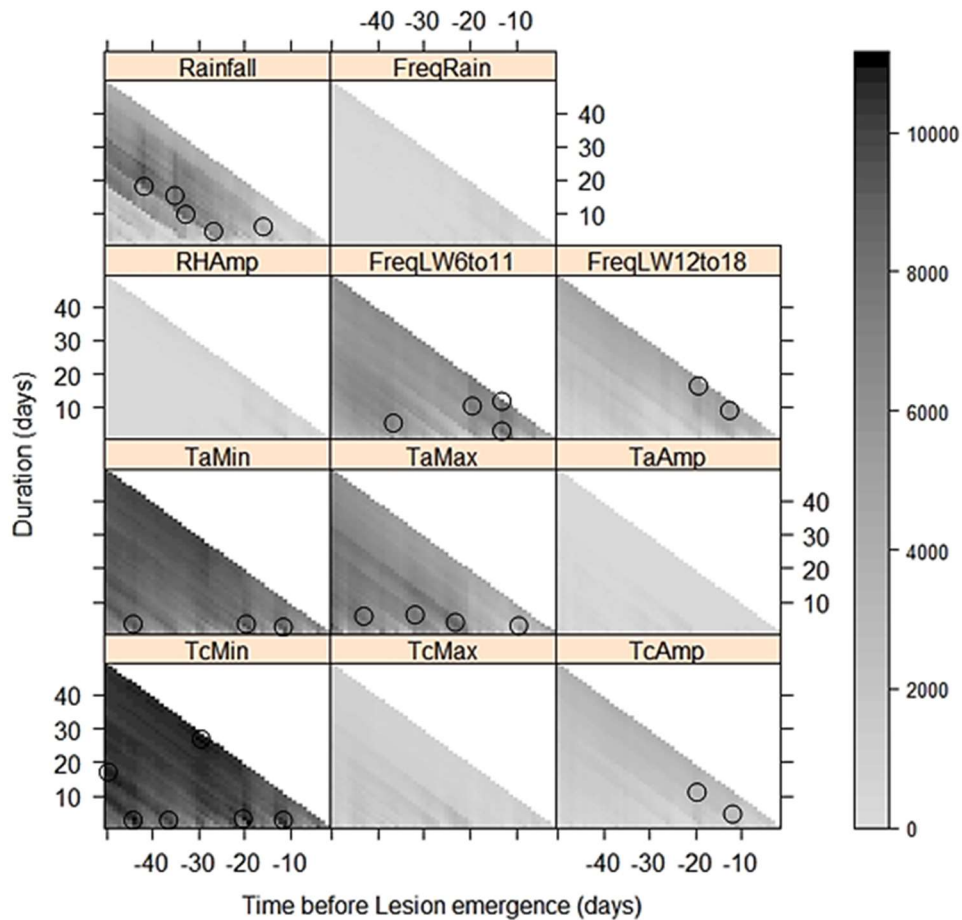 -40 -30 -20 -10
Rainfall FreqRain
40
30
20
10
10000
8000
6000
4000
2000
0
RHAmp FreqLW6to11 FreqLW12to18
40
30
20
10
TaMin TaMax TaAmp
40
30
20
10
TcMin TcMax TcAmp
40
30
20
10
Duration (days)
-40 -30 -20 -10 -40 -30 -20 -10
Time before Lesion emergence (days)